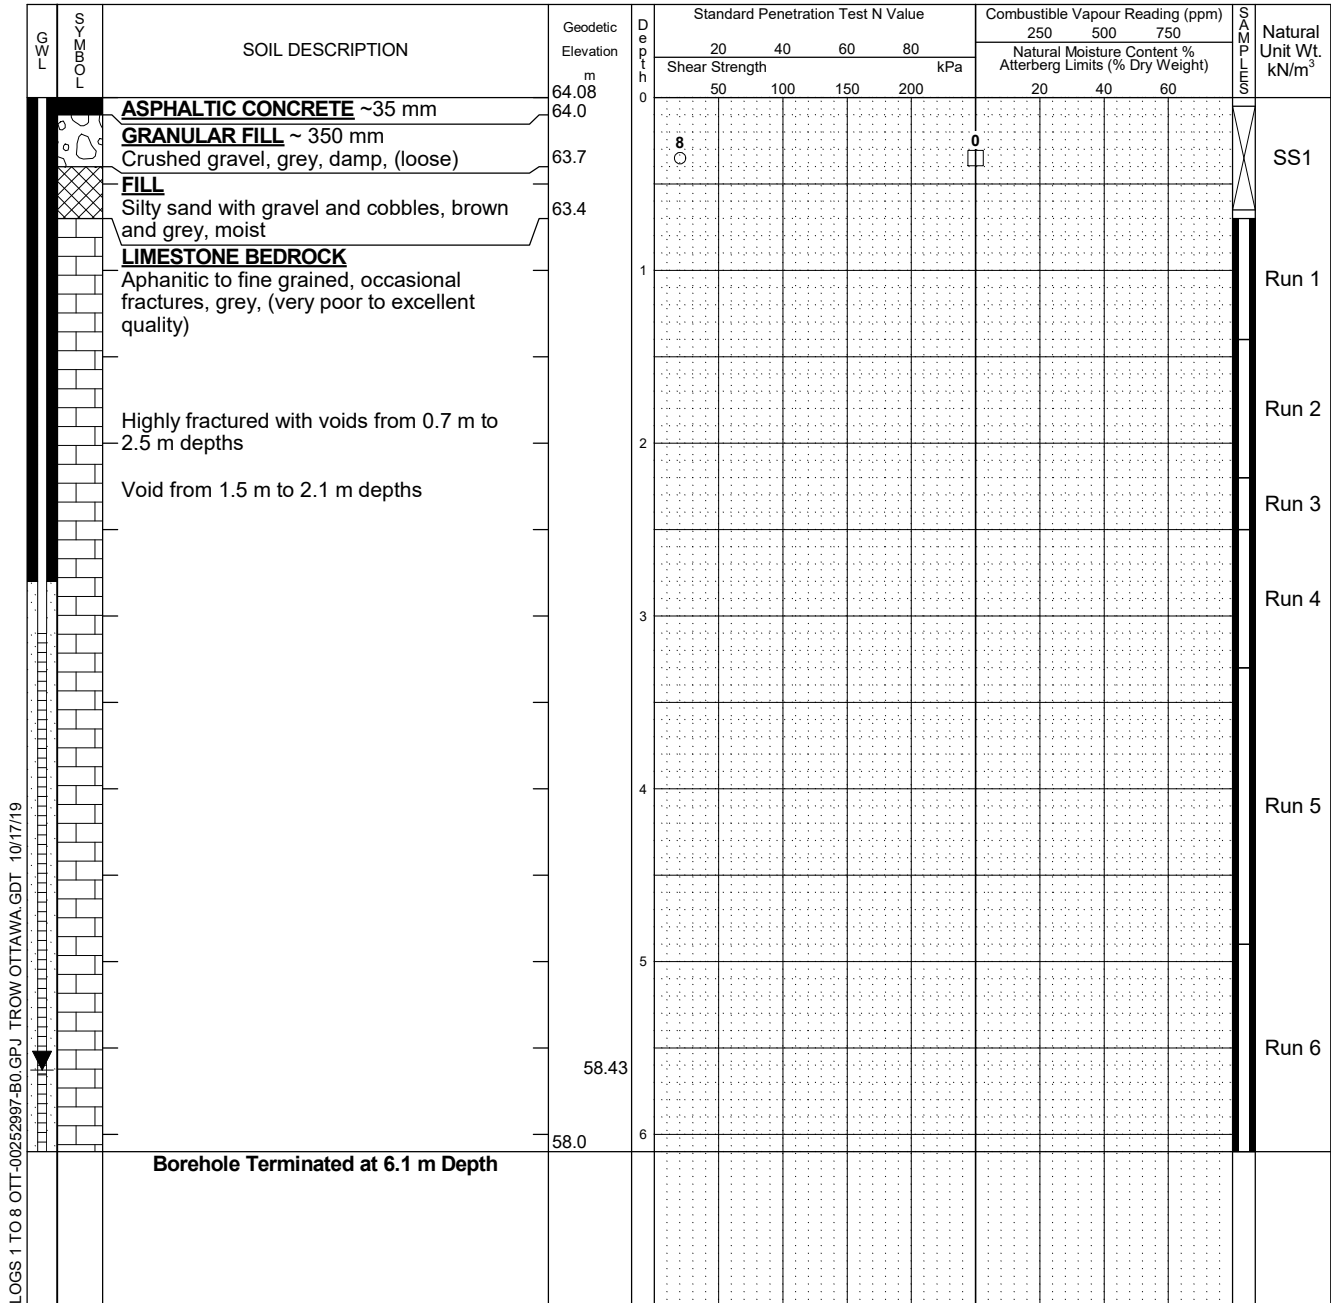 GWL
SYMBOL
SOIL DESCRIPTION
Geodetic
Elevation
m
64.08
Depth
Standard Penetration Test N Value
20 40 60 80
Shear Strength kPa
50 100 150 200
Combustible Vapour Reading (ppm)
250 500 750
Natural Moisture Content %
Atterberg Limits (% Dry Weight)
20 40 60
SAMPLES
Natural
Unit Wt.
kN/m³
0
ASPHALTIC CONCRETE ~35 mm
64.0
GRANULAR FILL ~ 350 mm
Crushed gravel, grey, damp, (loose)
63.7
8
0
SS1
FILL
Silty sand with gravel and cobbles, brown
and grey, moist
63.4
LIMESTONE BEDROCK
Aphanitic to fine grained, occasional
fractures, grey, (very poor to excellent
quality)
1
Run 1
Highly fractured with voids from 0.7 m to
2.5 m depths
Run 2
2
Void from 1.5 m to 2.1 m depths
Run 3
Run 4
3
4
Run 5
5
58.43
Run 6
6
58.0
Borehole Terminated at 6.1 m Depth
LOGS 1 TO 8 OTT-00252997-B0.GPJ TROW OTTAWA.GDT 10/17/19